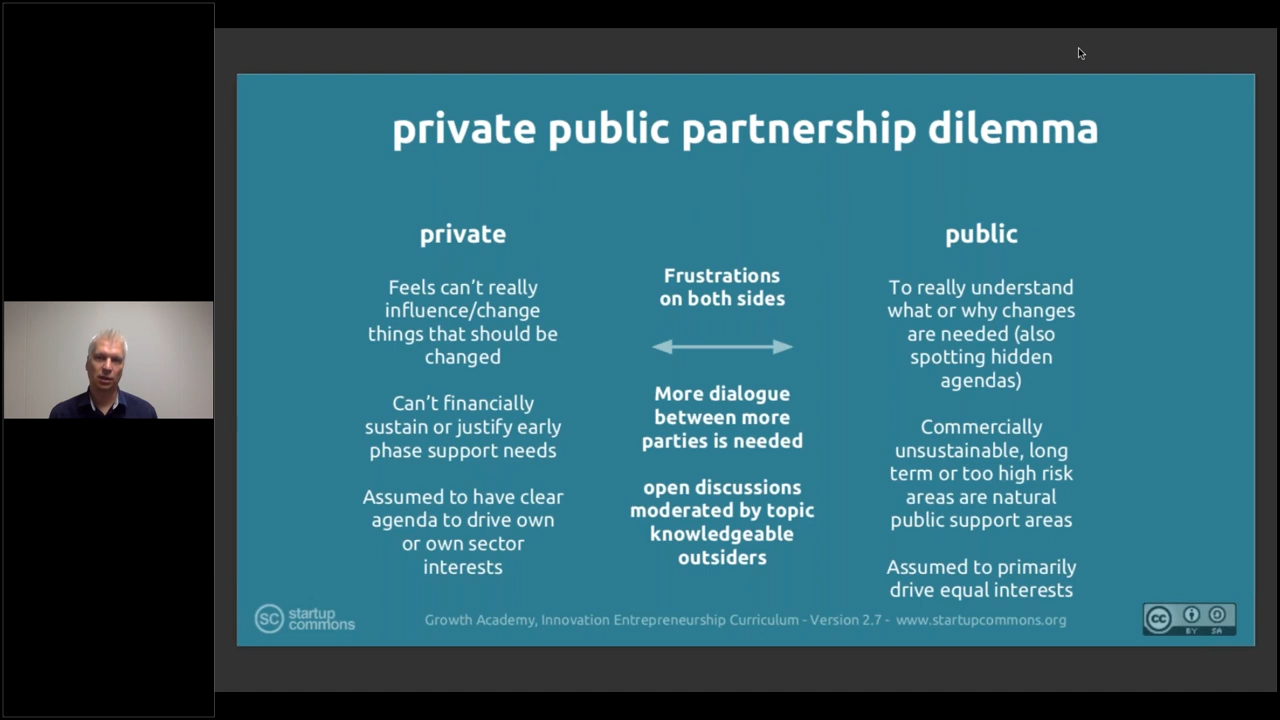 private public partnership dilemma
private
Feels can't really
influence/change
things that should be
changed
Can't financially
sustain or justify early
phase support needs
Assumed to have clear
agenda to drive own
or own sector
interests
Frustrations
on both sides
More dialogue
between more
parties is needed
open discussions
moderated by topic
knowledgeable
outsiders
public
To really understand
what or why changes
are needed (also
spotting hidden
agendas)
Commercially
unsustainable, long
term or too high risk
areas are natural
public support areas
Assumed to primarily
drive equal interests
SC startup
commons
Growth Academy, Innovation Entrepreneurship Curriculum - Version 2.7 - www.startupcommons.org
cc
BY SA